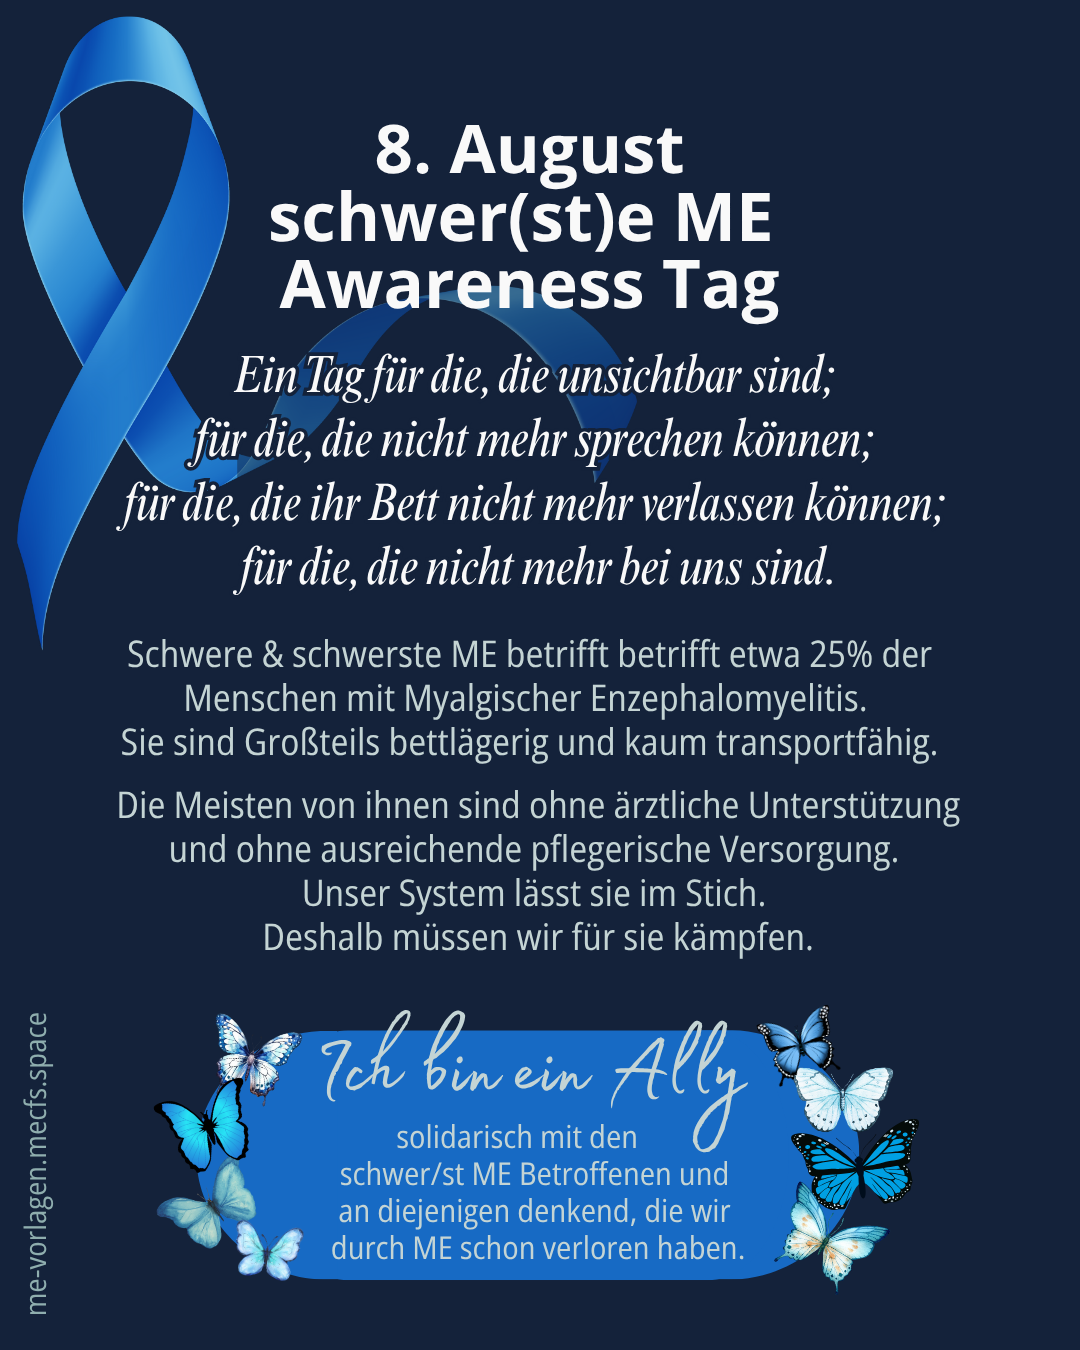 8. August
schwer(st)e ME
Awareness Tag
Ein Tag für die, die unsichtbar sind;
für die, die nicht mehr sprechen können;
für die, die ihr Bett nicht mehr verlassen können;
für die, die nicht mehr bei uns sind.
Schwere & schwerste ME betrifft betrifft etwa 25% der
Menschen mit Myalgischer Enzephalomyelitis.
Sie sind Großteils bettlägerig und kaum transportfähig.
Die Meisten von ihnen sind ohne ärztliche Unterstützung
und ohne ausreichende pflegerische Versorgung.
Unser System lässt sie im Stich.
Deshalb müssen wir für sie kämpfen.
Ich bin ein Ally
solidarisch mit den
schwer/st ME Betroffenen und
an diejenigen denkend, die wir
durch ME schon verloren haben.
me-vorlagen.mecfs.space